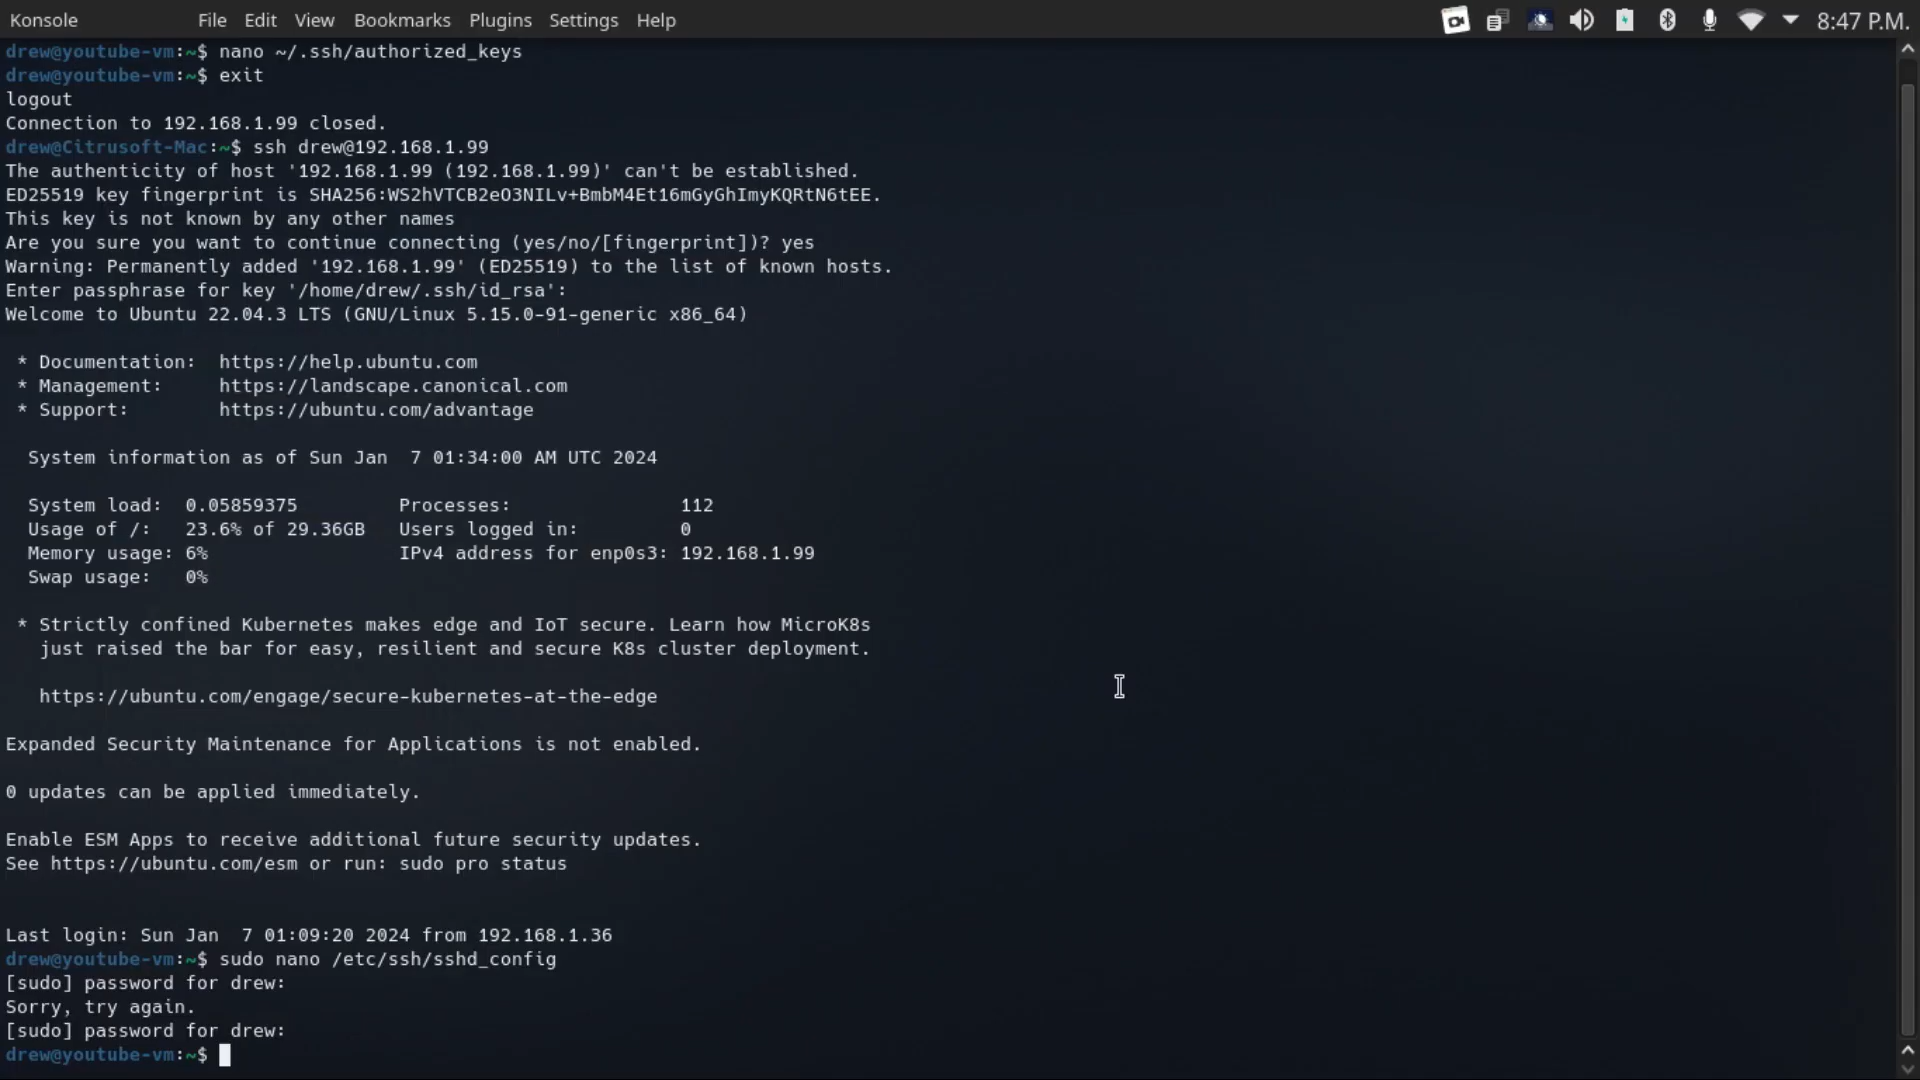 Konsole File Edit View Bookmarks Plugins Settings Help 8:47 P.M.
drew@youtube-vm:~$ nano ~/.ssh/authorized_keys
drew@youtube-vm:~$ exit
logout
Connection to 192.168.1.99 closed.
drew@Citrusoft-Mac:~$ ssh drew@192.168.1.99
The authenticity of host '192.168.1.99 (192.168.1.99)' can't be established.
ED25519 key fingerprint is SHA256:WS2hVTCB2eO3NILv+BmbM4Et16mGyGhImyKQRtN6tEE.
This key is not known by any other names
Are you sure you want to continue connecting (yes/no/[fingerprint])? yes
Warning: Permanently added '192.168.1.99' (ED25519) to the list of known hosts.
Enter passphrase for key '/home/drew/.ssh/id_rsa':
Welcome to Ubuntu 22.04.3 LTS (GNU/Linux 5.15.0-91-generic x86_64)
* Documentation: https://help.ubuntu.com
* Management: https://landscape.canonical.com
* Support: https://ubuntu.com/advantage
System information as of Sun Jan 7 01:34:00 AM UTC 2024
System load: 0.05859375 Processes: 112
Usage of /: 23.6% of 29.36GB Users logged in: 0
Memory usage: 6% IPv4 address for enp0s3: 192.168.1.99
Swap usage: 0%
* Strictly confined Kubernetes makes edge and IoT secure. Learn how MicroK8s
just raised the bar for easy, resilient and secure K8s cluster deployment.
https://ubuntu.com/engage/secure-kubernetes-at-the-edge
Expanded Security Maintenance for Applications is not enabled.
0 updates can be applied immediately.
Enable ESM Apps to receive additional future security updates.
See https://ubuntu.com/esm or run: sudo pro status
Last login: Sun Jan 7 01:09:20 2024 from 192.168.1.36
drew@youtube-vm:~$ sudo nano /etc/ssh/sshd_config
[sudo] password for drew:
Sorry, try again.
[sudo] password for drew:
drew@youtube-vm:~$